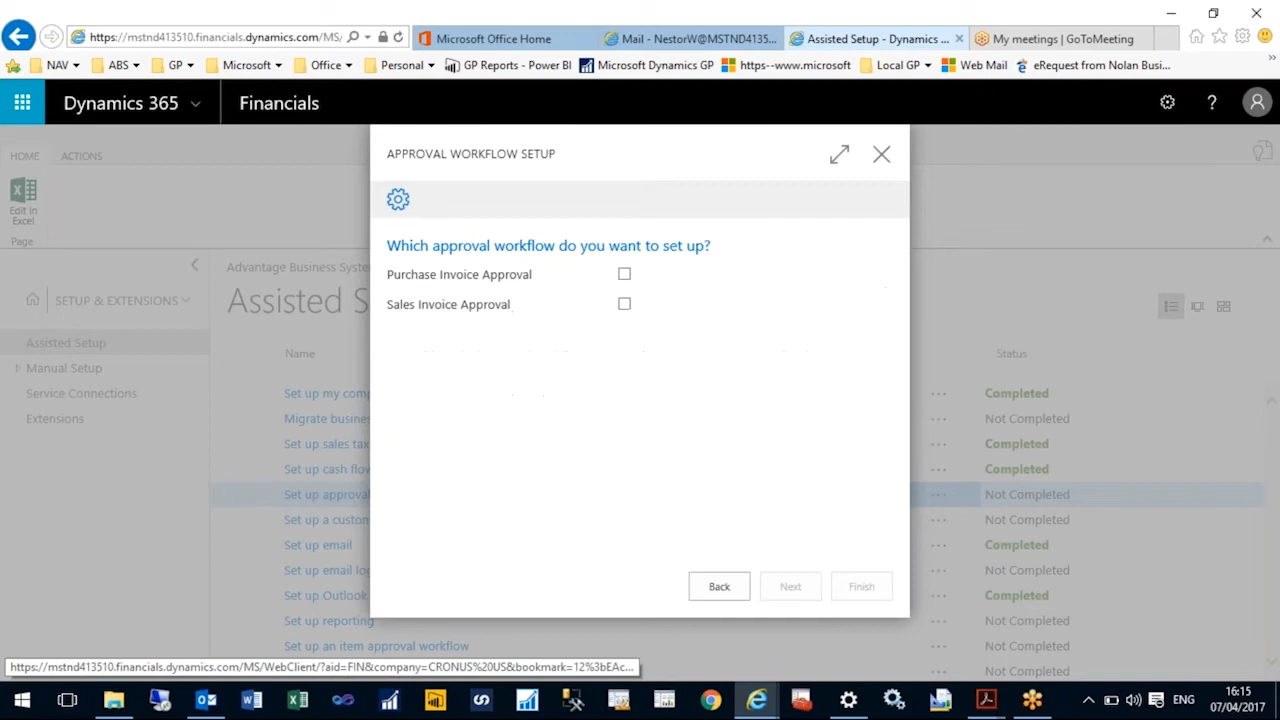 https://mstnd413510.financials.dynamics.com/MS/
Microsoft Office Home
Mail - NestorW@MSTND4135...
Assisted Setup - Dynamics ...
My meetings | GoToMeeting
NAV
ABS
GP
Microsoft
Office
Personal
GP Reports - Power BI
Microsoft Dynamics GP
https--www.microsoft
Local GP
Web Mail
eRequest from Nolan Busi...
Dynamics 365
Financials
?
HOME
ACTIONS
APPROVAL WORKFLOW SETUP
Edit in
Excel
Page
Which approval workflow do you want to set up?
Purchase Invoice Approval
Sales Invoice Approval
Advantage Business Syste
SETUP & EXTENSIONS
Assisted S
Assisted Setup
Manual Setup
Service Connections
Extensions
Name
Status
Set up my comp
Completed
Migrate busines
Not Completed
Set up sales tax
Completed
Set up cash flow
Completed
Set up approval
Not Completed
Set up a custom
Not Completed
Set up email
Completed
Set up email log
Not Completed
Set up Outlook
Completed
Set up reporting
Not Completed
Set up an item approval workflow
Not Completed
Not Completed
Back
Next
Finish
https://mstnd413510.financials.dynamics.com/MS/WebClient/?aid=FIN&company=CRONUS%20US&bookmark=12%3bEAc...
ENG
16:15
07/04/2017